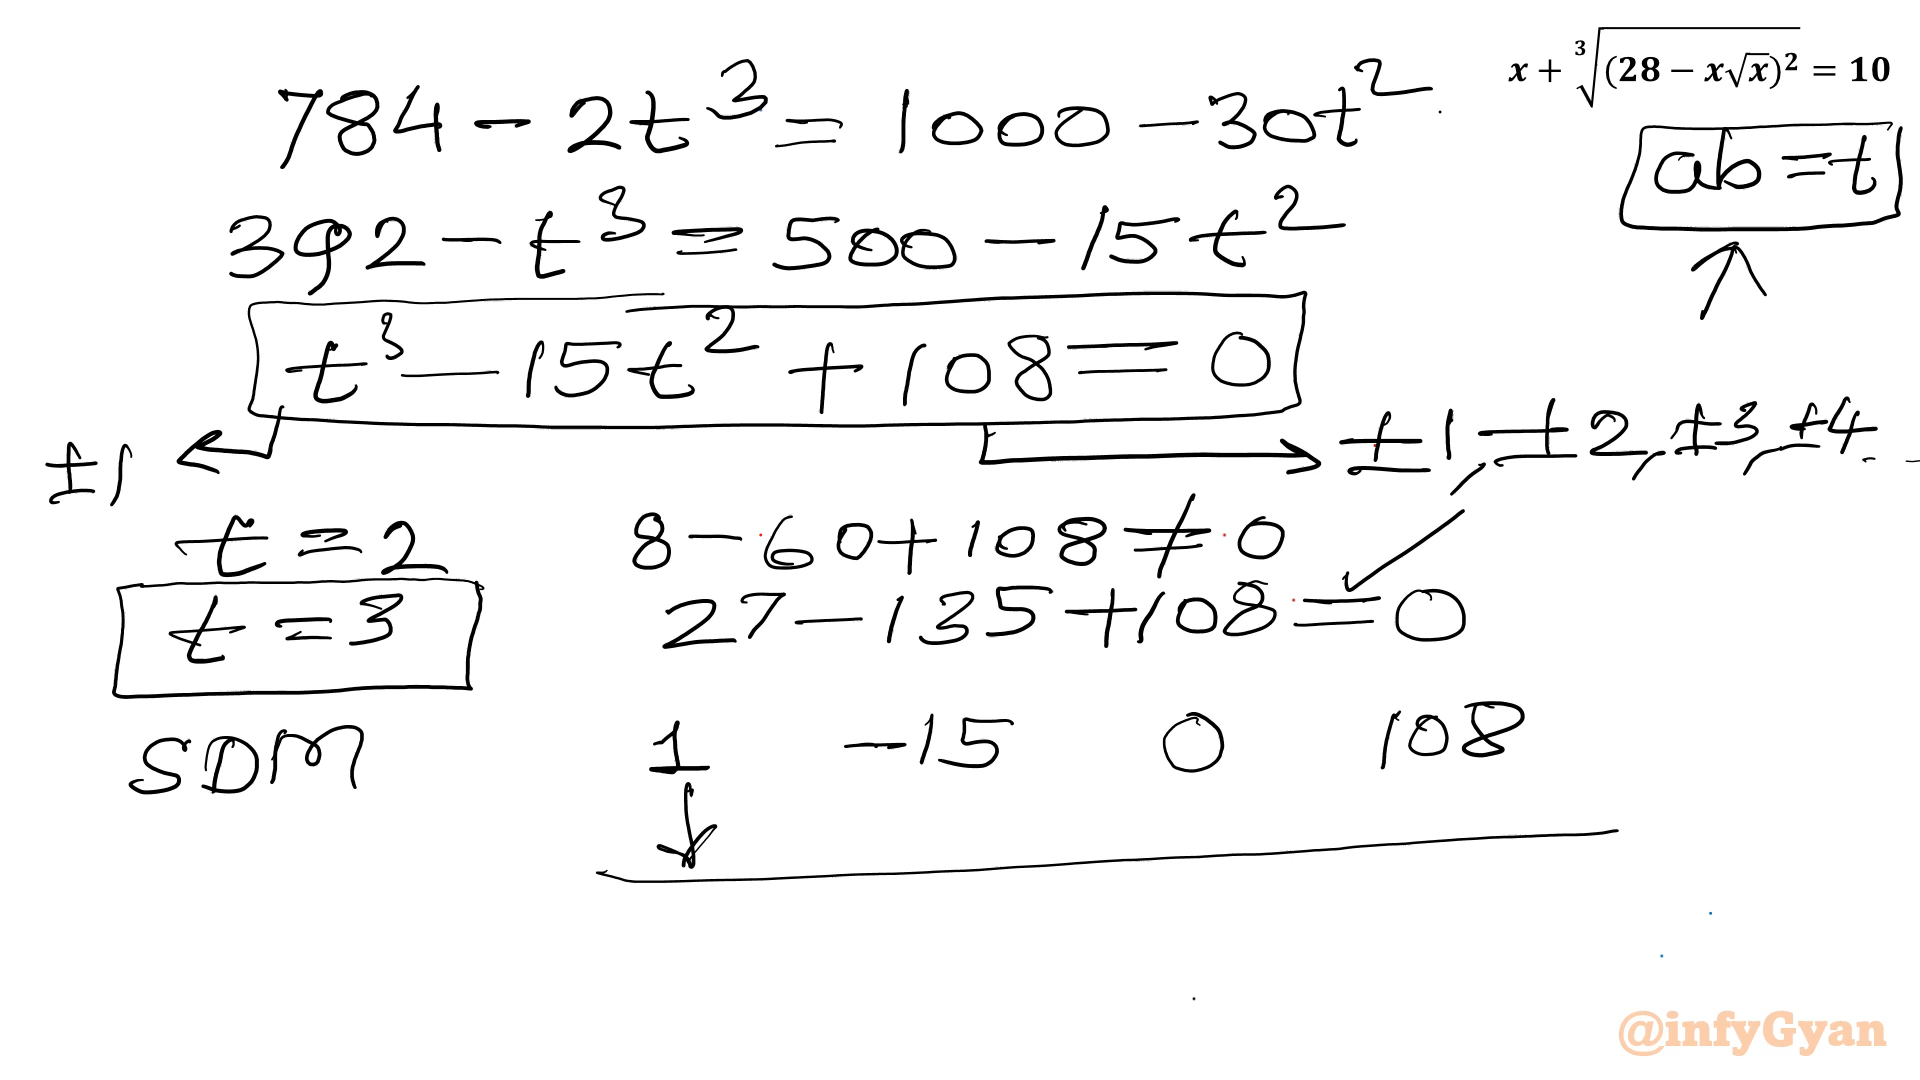 x + ∛(28 − x√x)² = 10
784 − 2t³ = 1000 − 30t²
ab = t
392 − t³ = 500 − 15t²
t³ − 15t² + 108 = 0
±1
±1, ±2, ±3, ±4 - -
t = 2    8 − 60 + 108 ≠ 0
t = 3    27 − 135 + 108 = 0
SDM    1    −15    0    108
@infyGyan